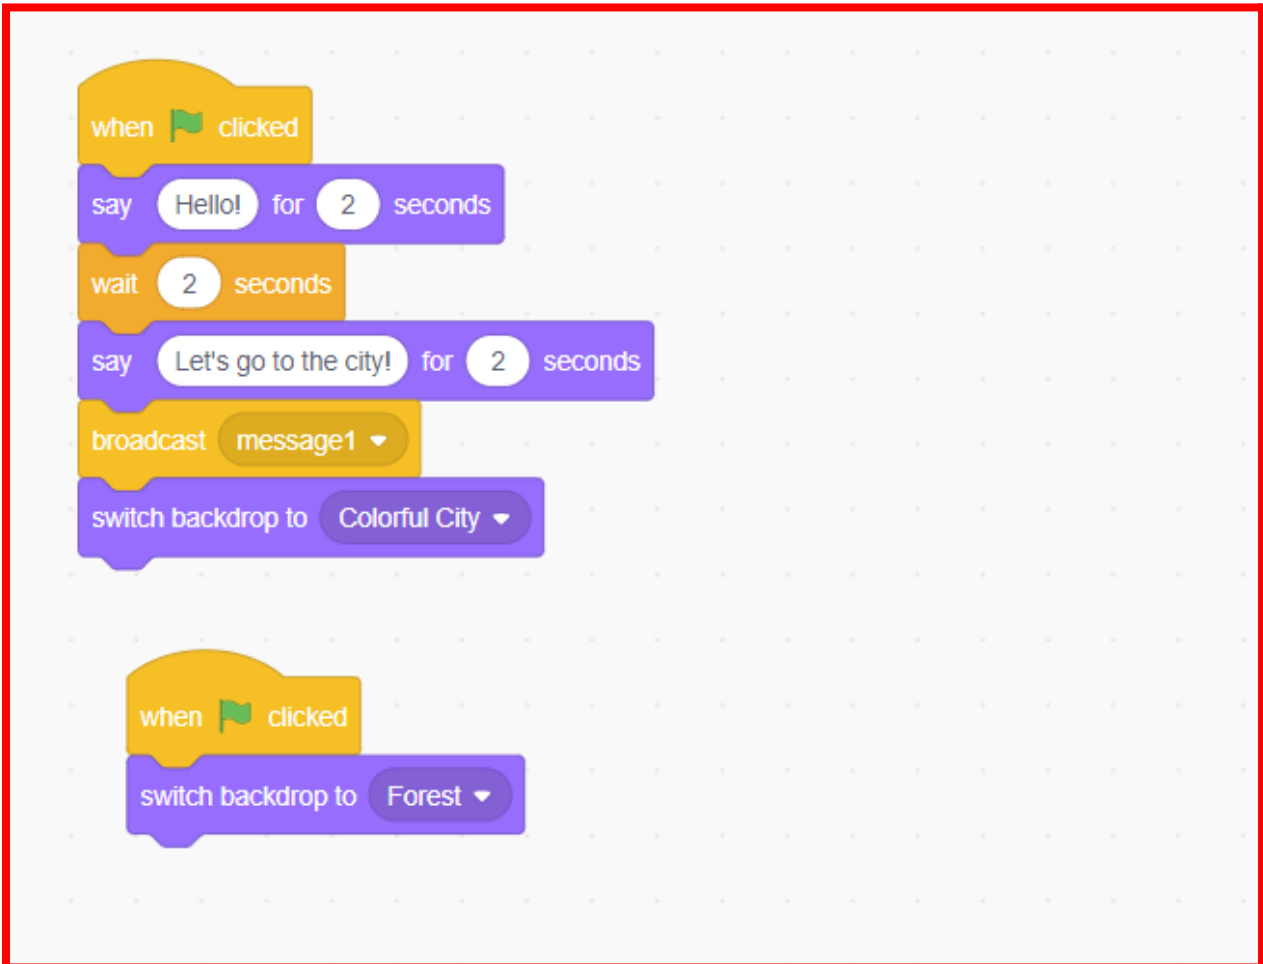 when clicked
say Hello! for 2 seconds
wait 2 seconds
say Let's go to the city! for 2 seconds
broadcast message1
switch backdrop to Colorful City
when clicked
switch backdrop to Forest